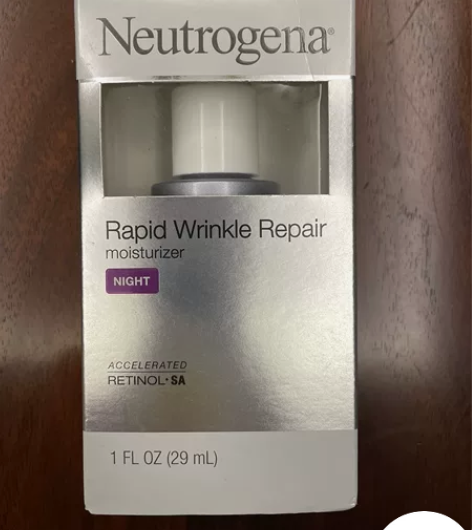 Neutrogena®
Rapid Wrinkle Repair
moisturizer
NIGHT
ACCELERATED
RETINOL·SA
1 FL OZ (29 mL)